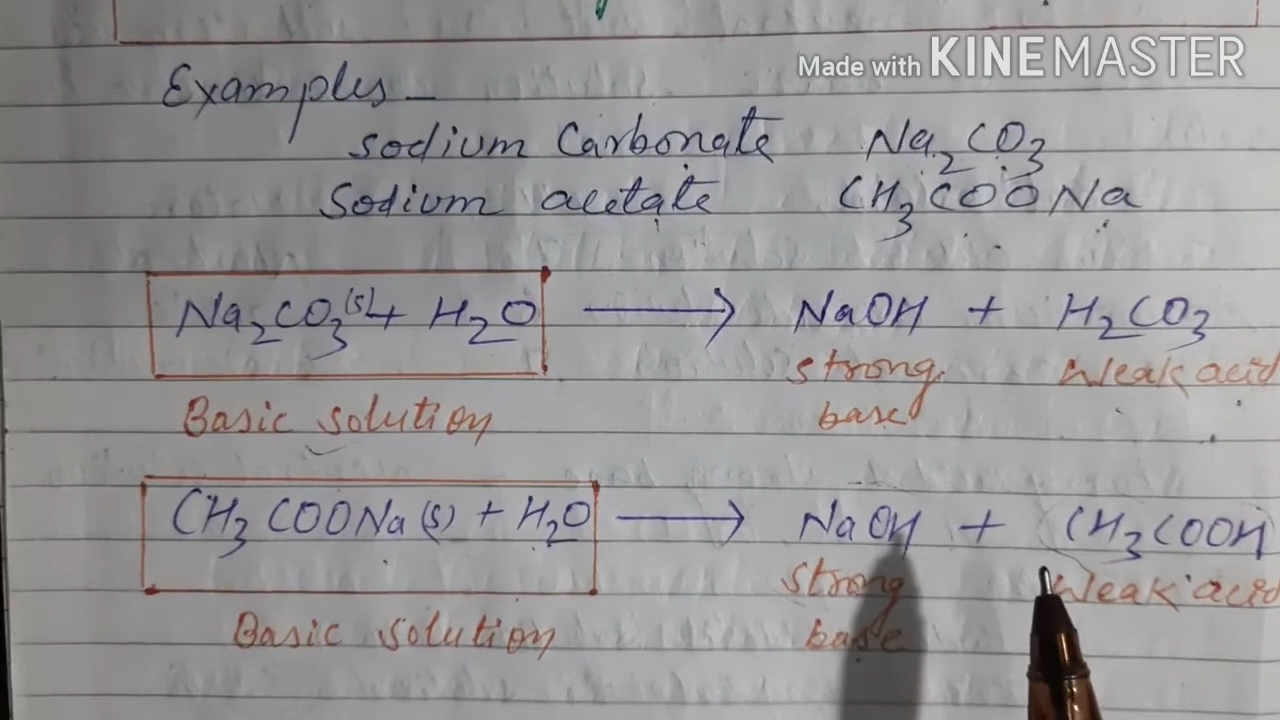 Made with KINEMASTER
Examples -
Sodium Carbonate Na₂CO₃
Sodium acetate CH₃COONa
Na₂CO₃(s) + H₂O → NaOH + H₂CO₃
strong base
Weak acid
Basic solution
CH₃COONa(s) + H₂O → NaOH + CH₃COOH
strong base
Weak acid
Basic solution